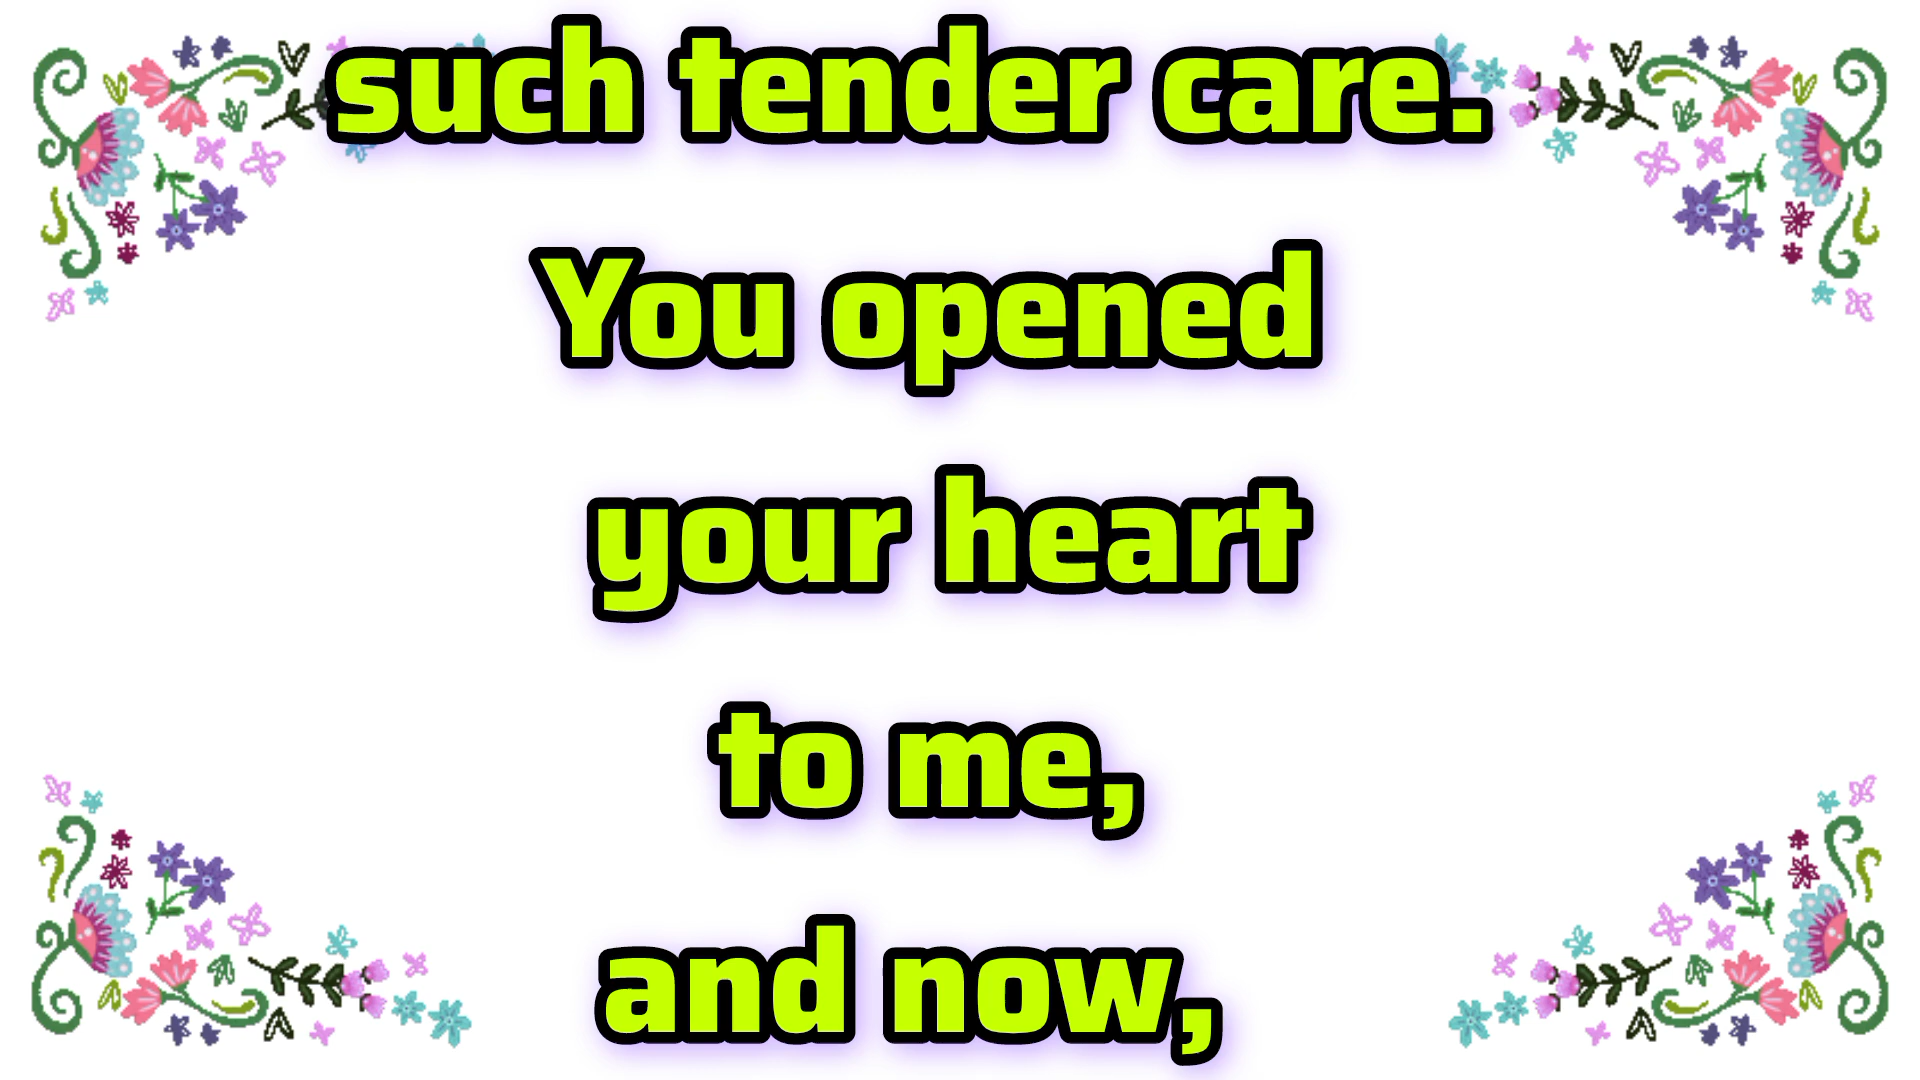 such tender care.
You opened
your heart
to me,
and now,